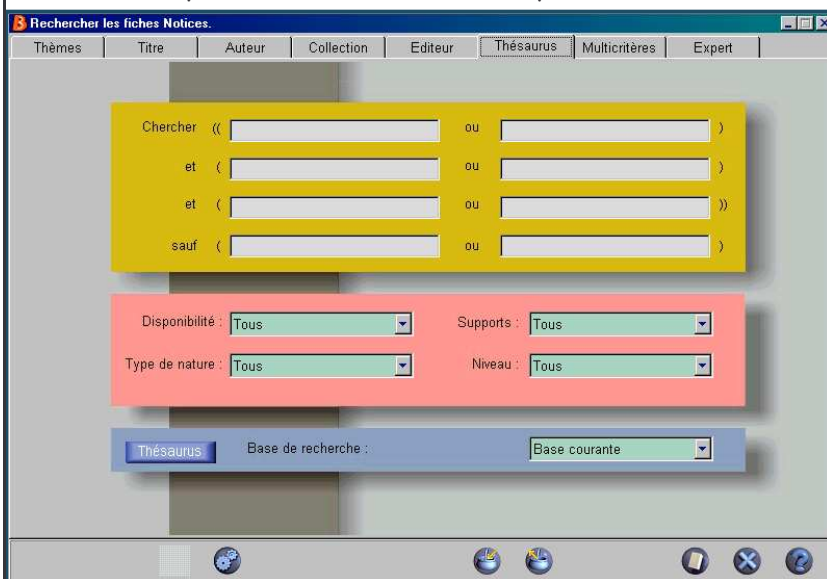 Rechercher les fiches Notices.
Thèmes Titre Auteur Collection Editeur Thésaurus Multicritères Expert
Chercher (( ou )
et ( ou )
et ( ou ))
sauf ( ou )
Disponibilité : Tous Supports : Tous
Type de nature : Tous Niveau : Tous
Thésaurus Base de recherche : Base courante